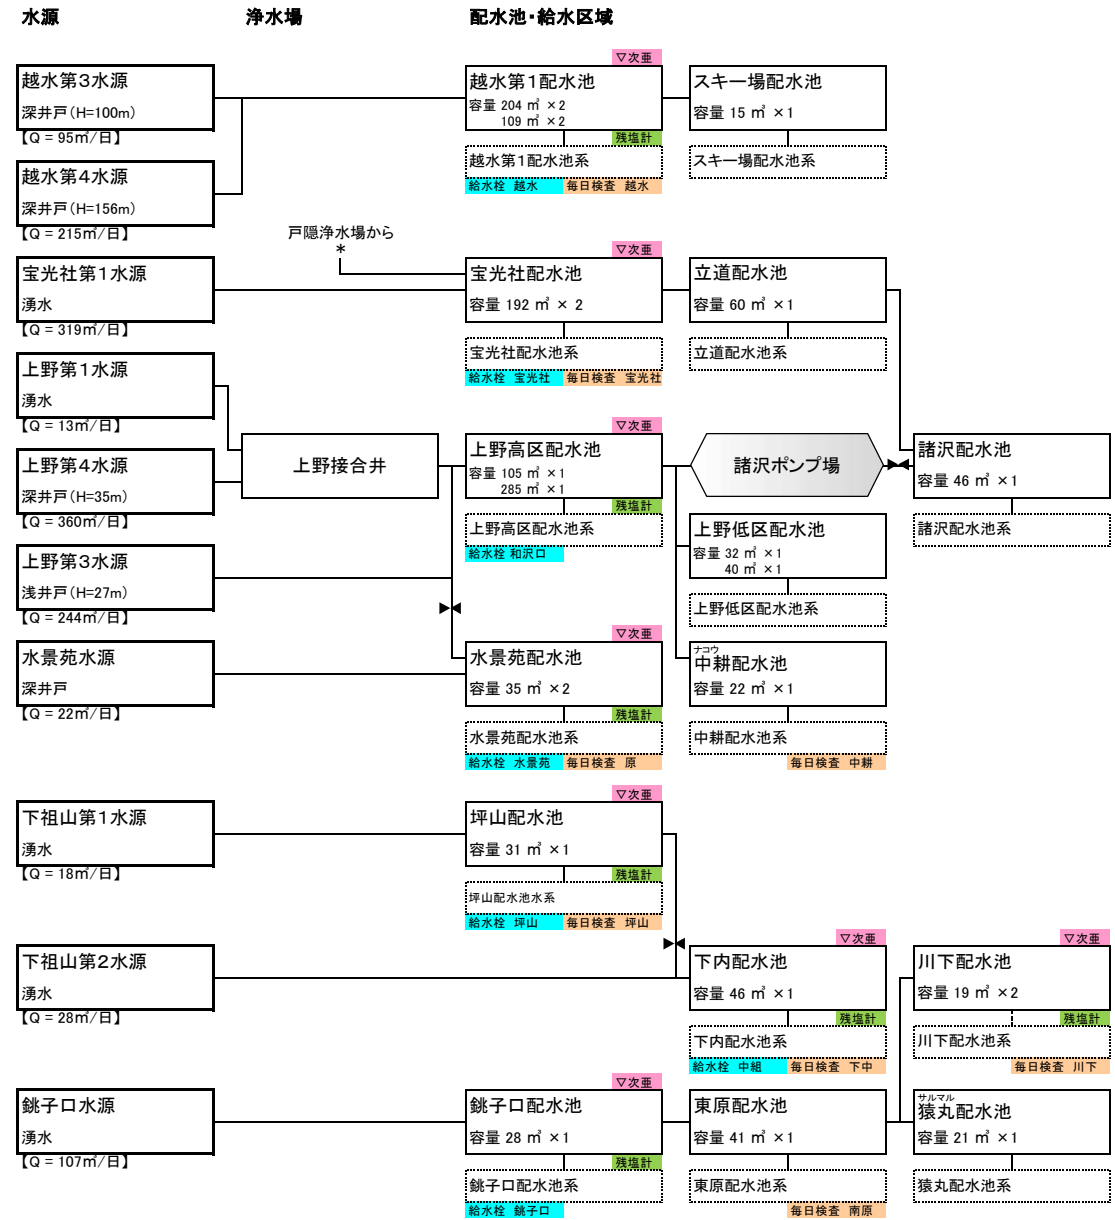 水源
浄水場
配水池・給水区域
▽次亜
越水第3水源
深井戸(H=100m)
【Q = 95㎥/日】
越水第1配水池
容量 204 ㎥ ×2
109 ㎥ ×2
残塩計
越水第1配水池系
給水栓 越水
毎日検査 越水
スキー場配水池
容量 15 ㎥ ×1
スキー場配水池系
越水第4水源
深井戸(H=156m)
【Q = 215㎥/日】
戸隠浄水場から
*
▽次亜
宝光社第1水源
湧水
【Q = 319㎥/日】
宝光社配水池
容量 192 ㎥ × 2
宝光社配水池系
給水栓 宝光社
毎日検査 宝光社
立道配水池
容量 60 ㎥ ×1
立道配水池系
上野第1水源
湧水
【Q = 13㎥/日】
▽次亜
上野第4水源
深井戸(H=35m)
【Q = 360㎥/日】
上野接合井
上野高区配水池
容量 105 ㎥ ×1
285 ㎥ ×1
残塩計
上野高区配水池系
給水栓 和沢口
諸沢ポンプ場
諸沢配水池
容量 46 ㎥ ×1
諸沢配水池系
上野低区配水池
容量 32 ㎥ ×1
40 ㎥ ×1
上野低区配水池系
上野第3水源
浅井戸(H=27m)
【Q = 244㎥/日】
▽次亜
水景苑水源
深井戸
【Q = 22㎥/日】
水景苑配水池
容量 35 ㎥ ×2
残塩計
水景苑配水池系
給水栓 水景苑
毎日検査 原
ナコウ
中耕配水池
容量 22 ㎥ ×1
中耕配水池系
毎日検査 中耕
▽次亜
下祖山第1水源
湧水
【Q = 18㎥/日】
坪山配水池
容量 31 ㎥ ×1
残塩計
坪山配水池水系
給水栓 坪山
毎日検査 坪山
下祖山第2水源
湧水
【Q = 28㎥/日】
▽次亜
下内配水池
容量 46 ㎥ ×1
残塩計
下内配水池系
給水栓 中組
毎日検査 下中
▽次亜
川下配水池
容量 19 ㎥ ×2
残塩計
川下配水池系
毎日検査 川下
▽次亜
銚子口水源
湧水
【Q = 107㎥/日】
銚子口配水池
容量 28 ㎥ ×1
残塩計
銚子口配水池系
給水栓 銚子口
東原配水池
容量 41 ㎥ ×1
東原配水池系
毎日検査 南原
サルマル
猿丸配水池
容量 21 ㎥ ×1
猿丸配水池系